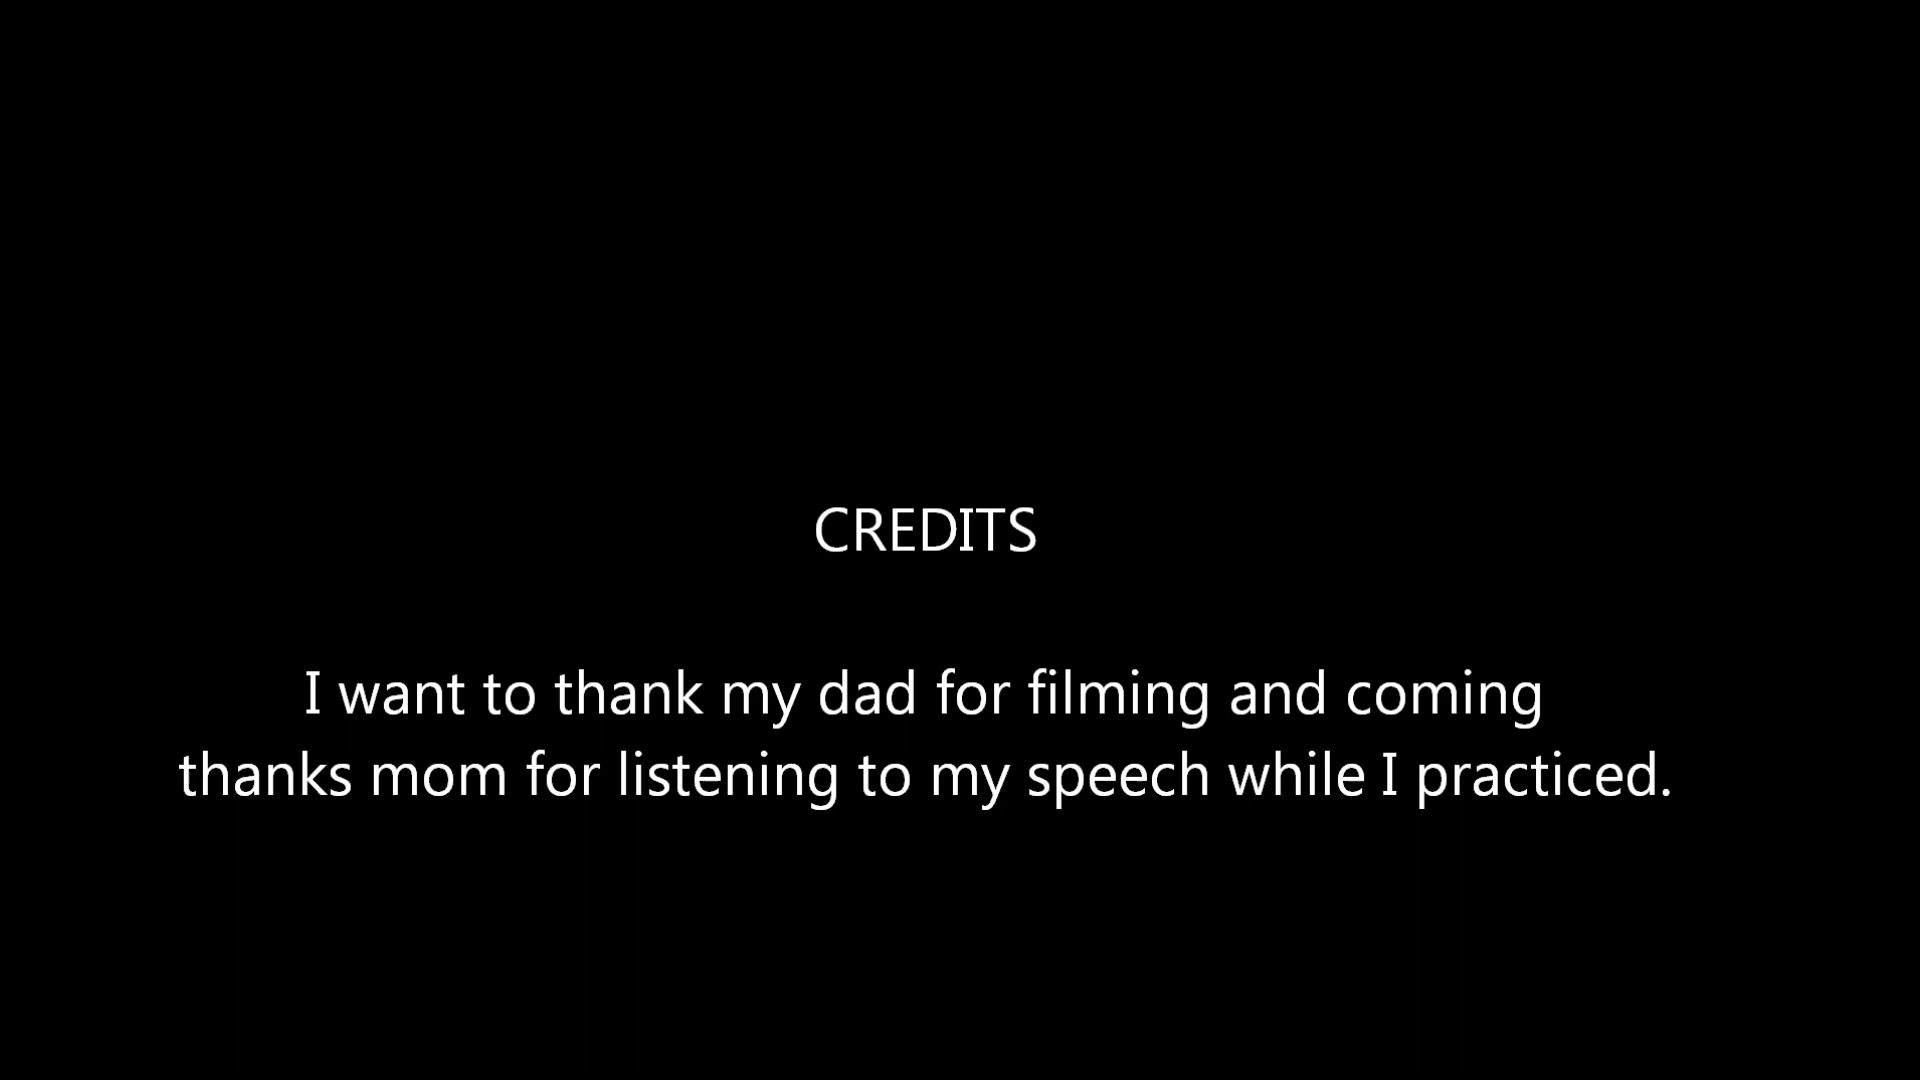 CREDITS
I want to thank my dad for filming and coming
thanks mom for listening to my speech while I practiced.